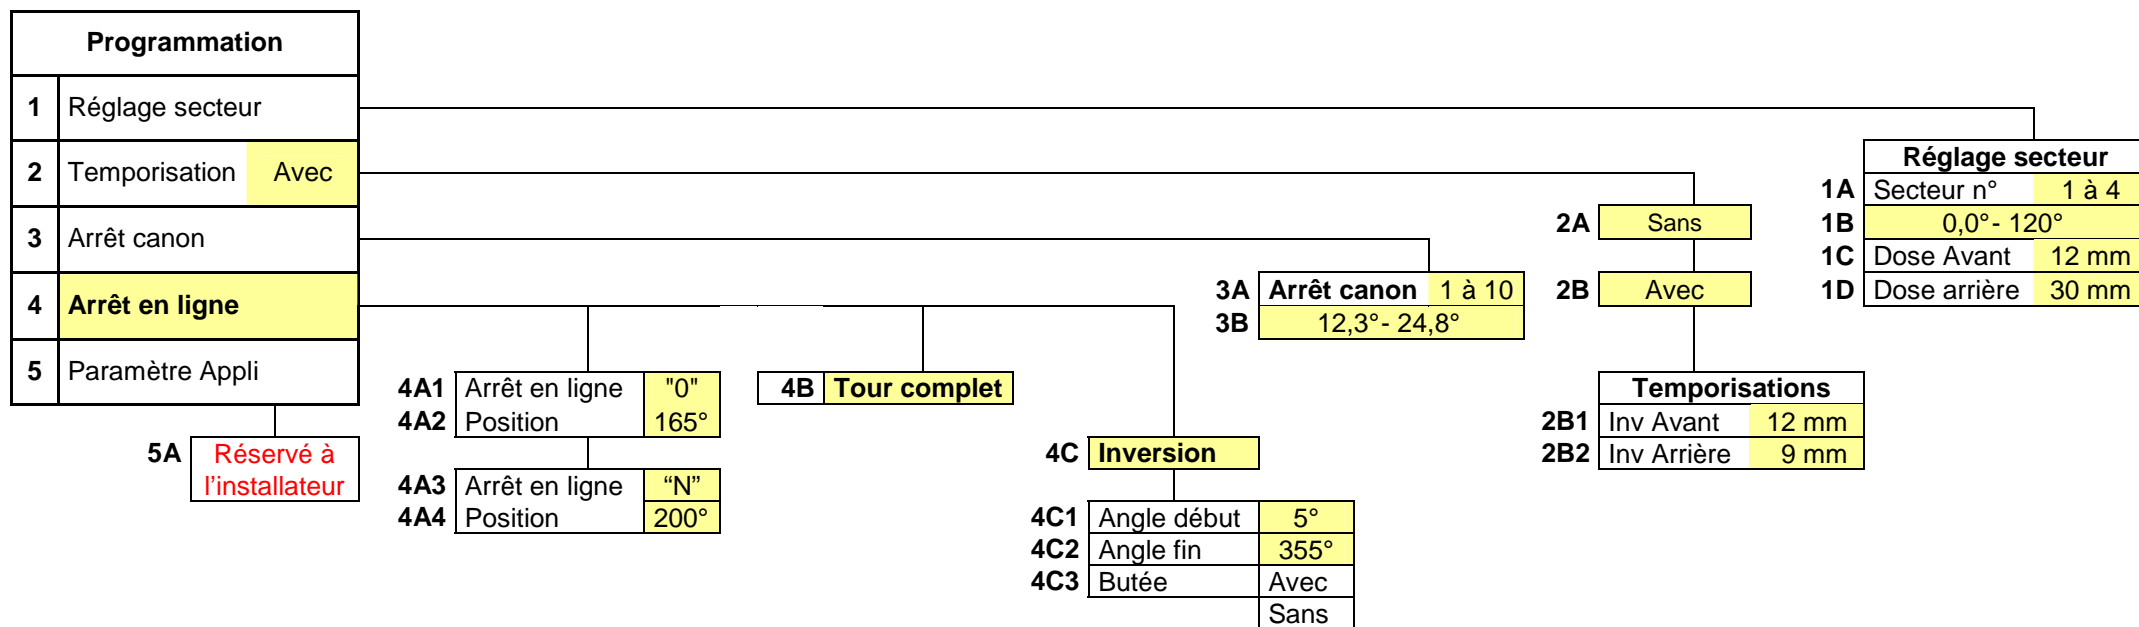 Programmation
1 Réglage secteur
2 Temporisation Avec
3 Arrêt canon
4 Arrêt en ligne
5 Paramètre Appli
5A Réservé à
l’installateur
4A1 Arrêt en ligne "0"
4A2 Position 165°
4A3 Arrêt en ligne “N”
4A4 Position 200°
4B Tour complet
4C Inversion
4C1 Angle début 5°
4C2 Angle fin 355°
4C3 Butée Avec
Sans
3A Arrêt canon 1 à 10
3B 12,3°- 24,8°
2A Sans
2B Avec
Temporisations
2B1 Inv Avant 12 mm
2B2 Inv Arrière 9 mm
Réglage secteur
1A Secteur n° 1 à 4
1B 0,0°- 120°
1C Dose Avant 12 mm
1D Dose arrière 30 mm